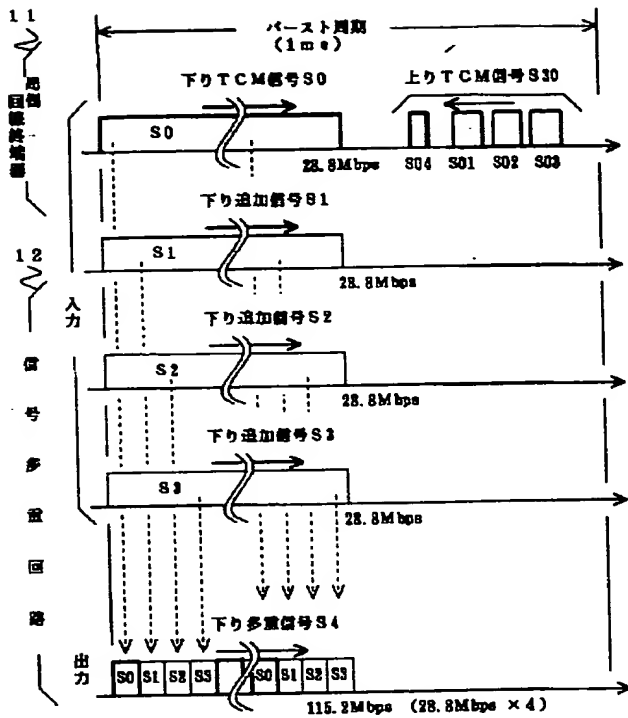 11
バースト周期
(1ms)
下りTCM信号S0
上りTCM信号S30
局側回線終端部
S0
28.8Mbps
S04
S01
S02
S03
下り追加信号S1
S1
28.8Mbps
12
入力
下り追加信号S2
S2
28.8Mbps
信号多重回路
下り追加信号S3
S3
28.8Mbps
下り多重信号S4
出力
S0 S1 S2 S3 S0 S1 S2 S3
115.2Mbps (28.8Mbps × 4)